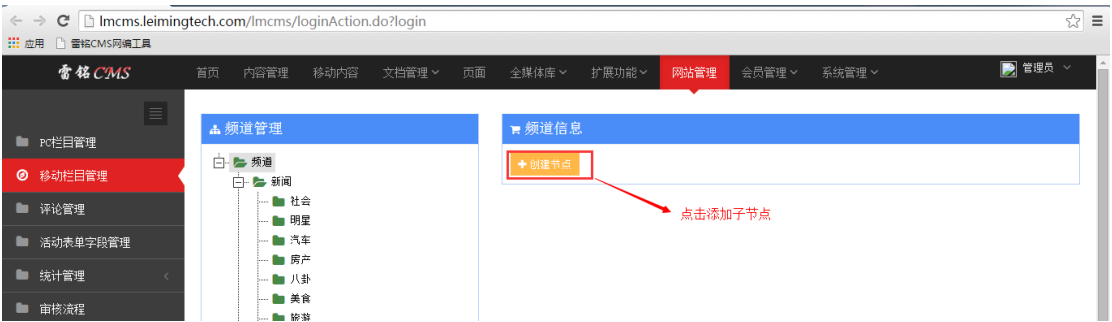 lmcms.leimingtech.com/lmcms/loginAction.do?login
应用 雷铭CMS网编工具
雷铭CMS 首页 内容管理 移动内容 文档管理 页面 全媒体库 扩展功能 网站管理 会员管理 系统管理 管理员
PC栏目管理
移动栏目管理
评论管理
活动表单字段管理
统计管理
审核流程
频道管理
频道
新闻
社会
明星
汽车
房产
八卦
美食
旅游
频道信息
创建节点
点击添加子节点